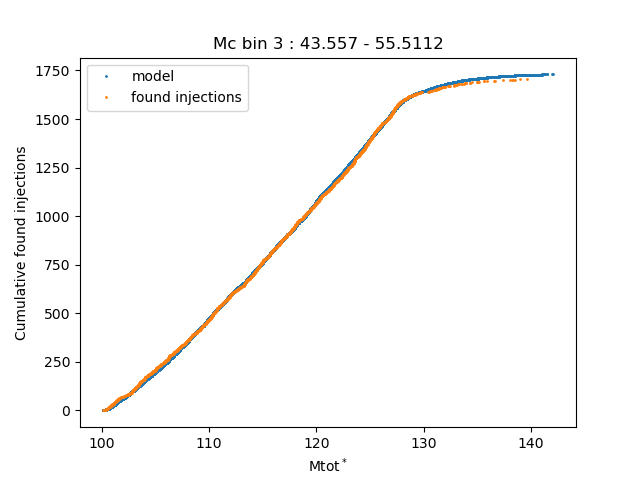 Mc bin 3 : 43.557 - 55.5112
model
found injections
Cumulative found injections
1750
1500
1250
1000
750
500
250
0
100 110 120 130 140
Mtot*